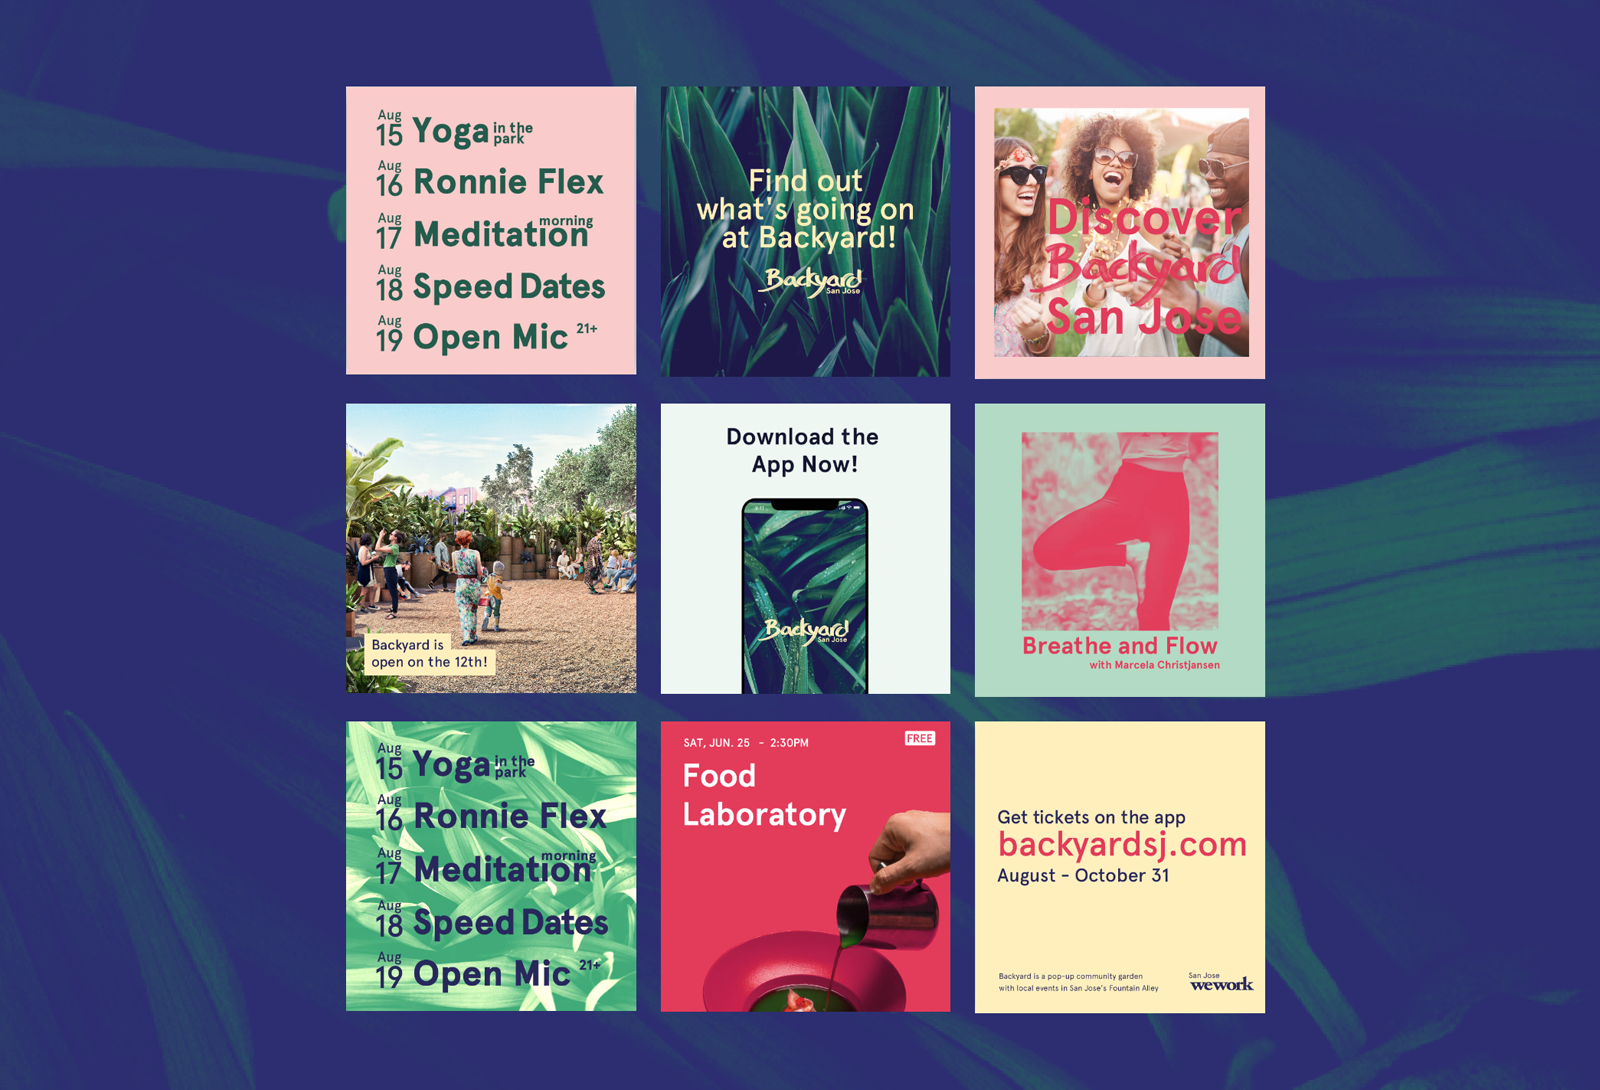 Aug
15 Yoga in the
park
Aug
16 Ronnie Flex
Aug morning
17 Meditation
Aug
18 Speed Dates
Aug
19 Open Mic 21+
Find out
what's going on
at Backyard!
Backyard
San Jose
Discover
Backyard
San Jose
Backyard is
open on the 12th!
Download the
App Now!
Backyard
San Jose
Breathe and Flow
with Marcela Christjansen
Aug
15 Yoga in the
park
Aug
16 Ronnie Flex
Aug morning
17 Meditation
Aug
18 Speed Dates
Aug
19 Open Mic 21+
SAT, JUN. 25 - 2:30PM FREE
Food
Laboratory
Get tickets on the app
backyardsj.com
August - October 31
Backyard is a pop-up community garden
with local events in San Jose's Fountain Alley
San Jose
wework